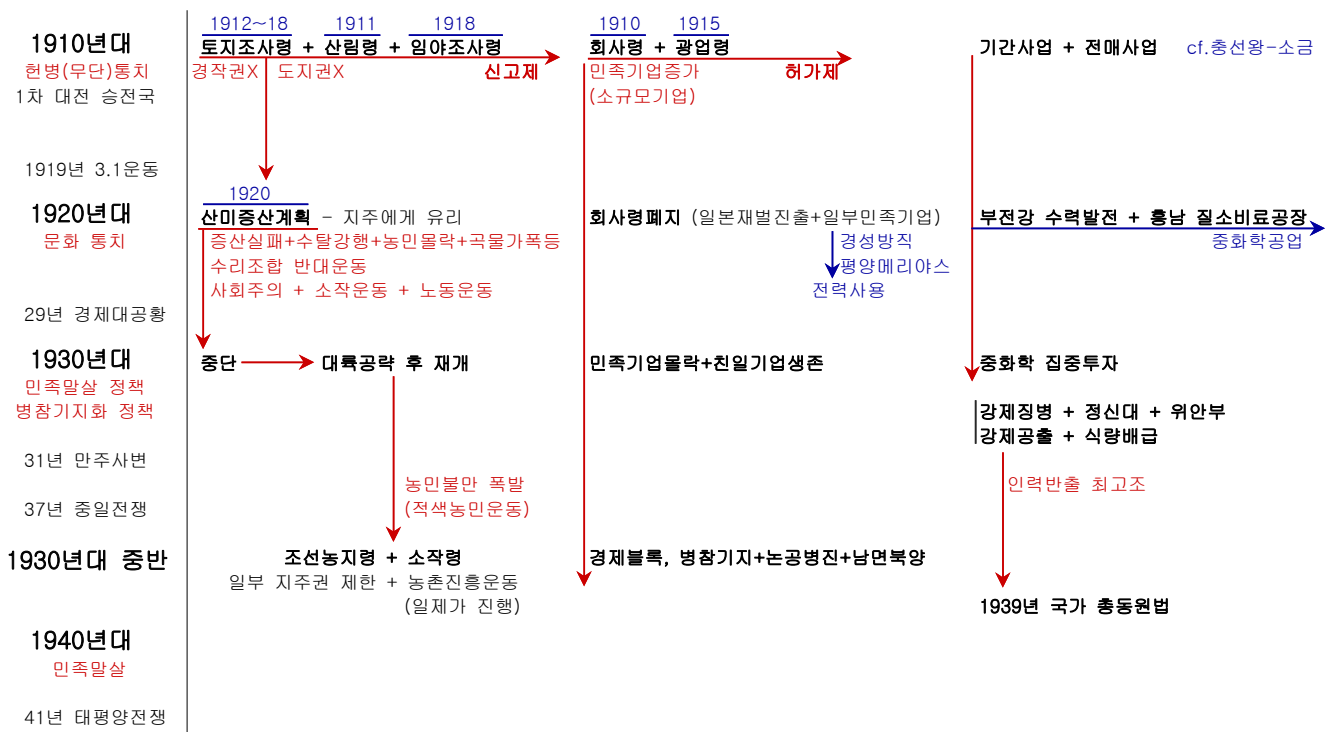 1912~18 1911 1918 1910 1915
1910년대 토지조사령 + 산림령 + 임야조사령 회사령 + 광업령 기간사업 + 전매사업 cf.충선왕-소금
헌병(무단)통치 경작권X 도지권X 신고제 민족기업증가 허가제
1차 대전 승전국 (소규모기업)
1919년 3.1운동
1920
1920년대 산미증산계획 - 지주에게 유리 회사령폐지 (일본재벌진출+일부민족기업) 부전강 수력발전 + 흥남 질소비료공장
문화 통치 증산실패+수탈강행+농민몰락+곡물가폭등 경성방직 중화학공업
수리조합 반대운동 평양메리야스
사회주의 + 소작운동 + 노동운동 전력사용
29년 경제대공황
1930년대 중단 대륙공략 후 재개 민족기업몰락+친일기업생존 중화학 집중투자
민족말살 정책
병참기지화 정책 강제징병 + 정신대 + 위안부
강제공출 + 식량배급
31년 만주사변
농민불만 폭발 인력반출 최고조
37년 중일전쟁 (적색농민운동)
1930년대 중반 조선농지령 + 소작령 경제블록, 병참기지+논공병진+남면북양
일부 지주권 제한 + 농촌진흥운동
(일제가 진행) 1939년 국가 총동원법
1940년대
민족말살
41년 태평양전쟁